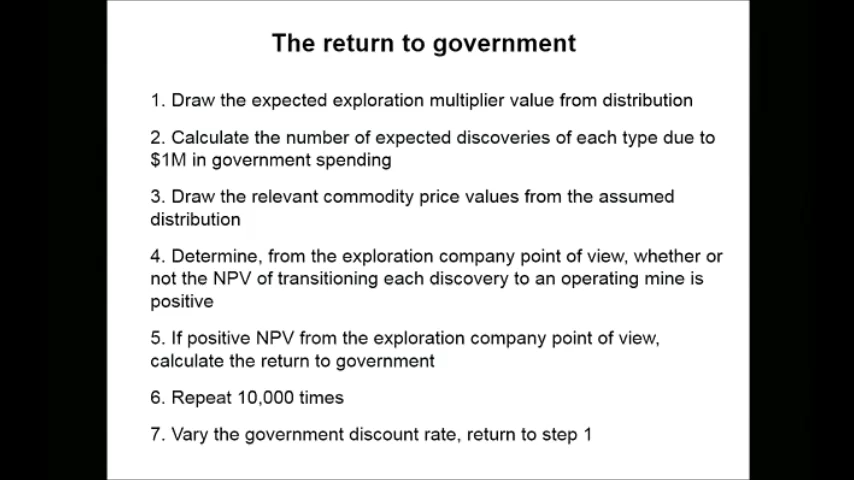 The return to government
1. Draw the expected exploration multiplier value from distribution
2. Calculate the number of expected discoveries of each type due to
$1M in government spending
3. Draw the relevant commodity price values from the assumed
distribution
4. Determine, from the exploration company point of view, whether or
not the NPV of transitioning each discovery to an operating mine is
positive
5. If positive NPV from the exploration company point of view,
calculate the return to government
6. Repeat 10,000 times
7. Vary the government discount rate, return to step 1